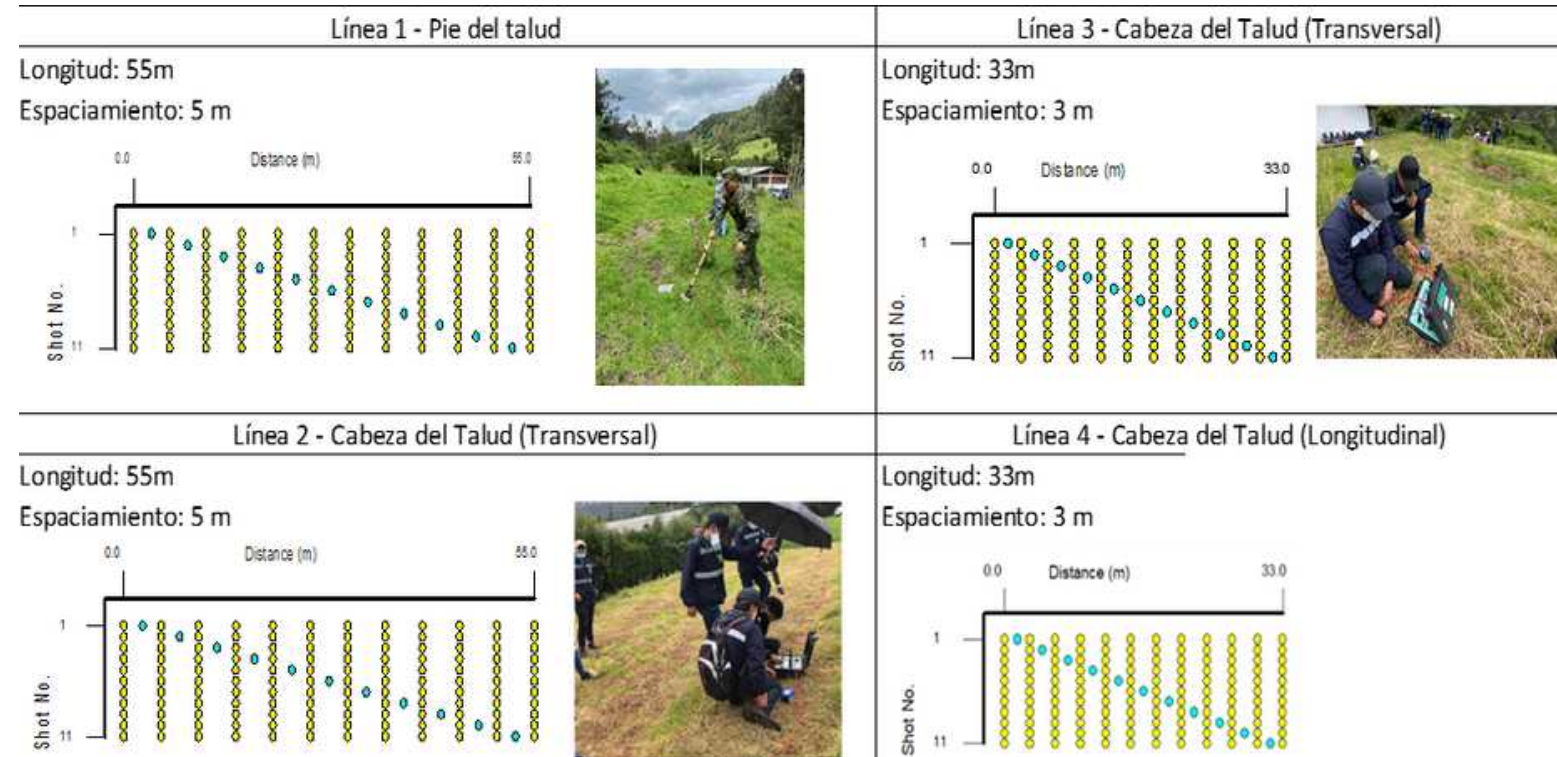 Línea 1 - Pie del talud
Longitud: 55m
Espaciamiento: 5 m
0.0 Distance (m) 55.0
1
Shot No.
11
Línea 3 - Cabeza del Talud (Transversal)
Longitud: 33m
Espaciamiento: 3 m
0.0 Distance (m) 33.0
1
Shot No.
11
Línea 2 - Cabeza del Talud (Transversal)
Longitud: 55m
Espaciamiento: 5 m
0.0 Distance (m) 55.0
1
Shot No.
11
Línea 4 - Cabeza del Talud (Longitudinal)
Longitud: 33m
Espaciamiento: 3 m
0.0 Distance (m) 33.0
1
Shot No.
11